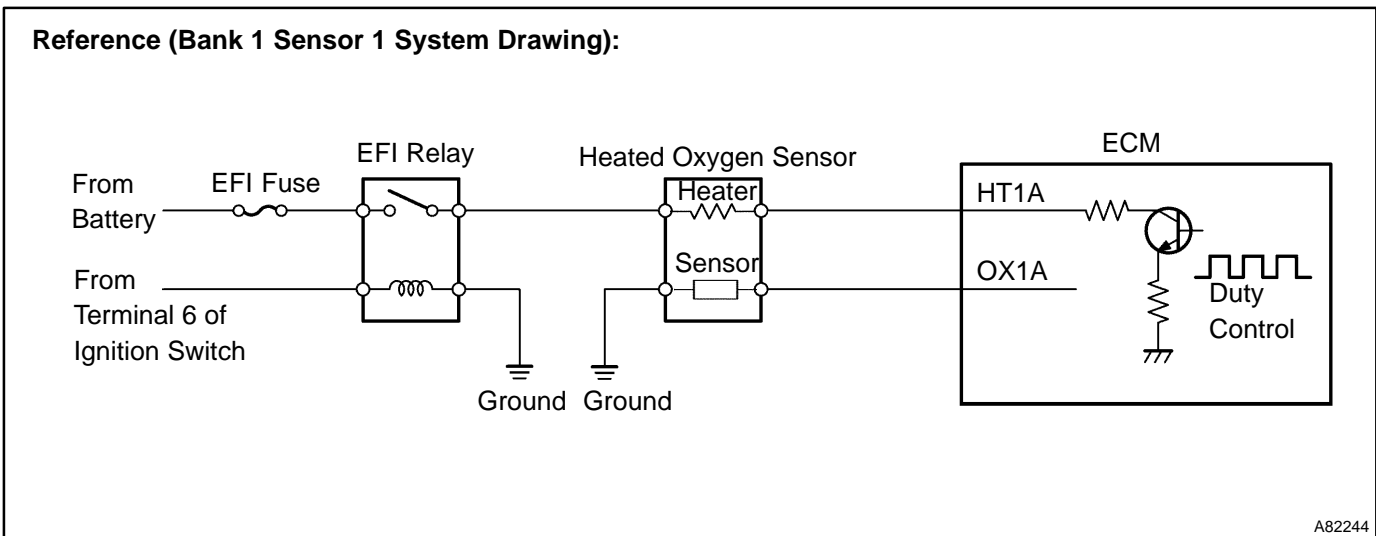 Reference (Bank 1 Sensor 1 System Drawing):
From
Battery
EFI Fuse
EFI Relay
Heated Oxygen Sensor
Heater
ECM
HT1A
From
Terminal 6 of
Ignition Switch
Sensor
OX1A
Duty
Control
Ground
Ground
A82244